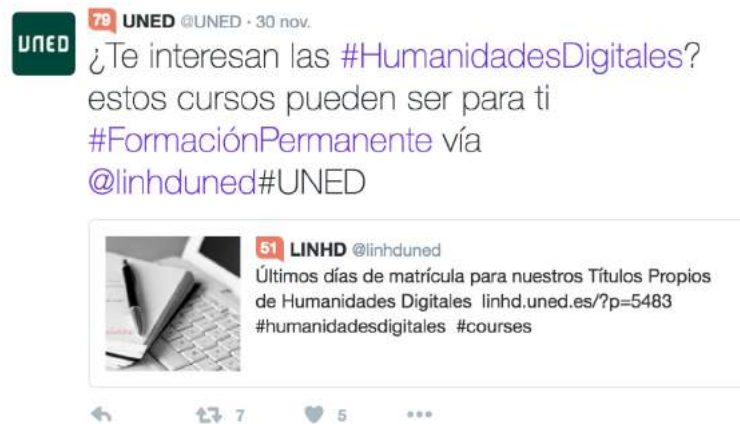 UNED
79 UNED @UNED · 30 nov.
¿Te interesan las #HumanidadesDigitales?
estos cursos pueden ser para ti
#FormaciónPermanente vía
@linhduned#UNED
51 LINHD @linhduned
Últimos días de matrícula para nuestros Títulos Propios
de Humanidades Digitales linhd.uned.es/?p=5483
#humanidadesdigitales #courses
7 5